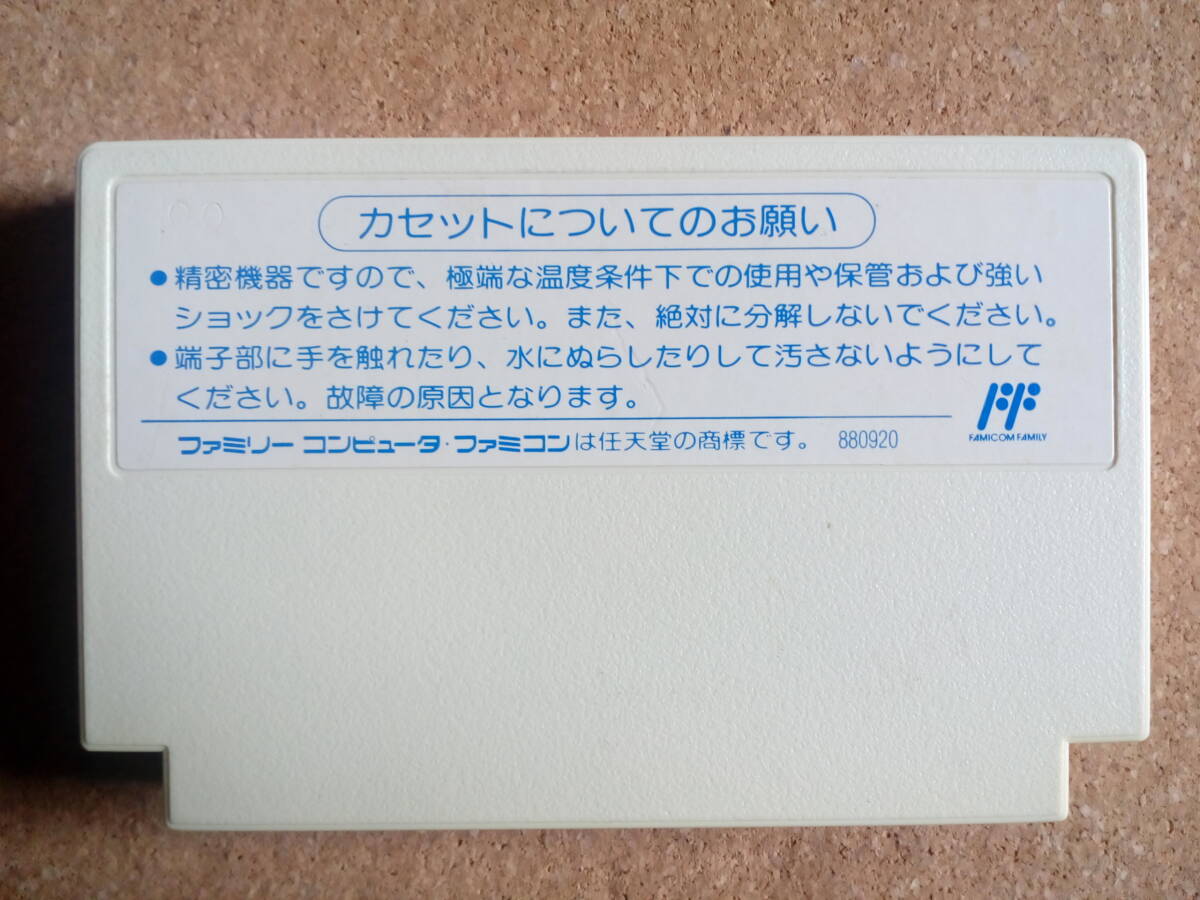 カセットについてのお願い
●精密機器ですので、極端な温度条件下での使用や保管および強い
ショックをさけてください。また、絶対に分解しないでください。
●端子部に手を触れたり、水にぬらしたりして汚さないようにして
ください。故障の原因となります。
FAMICOM FAMILY
ファミリー コンピュータ・ファミコンは任天堂の商標です。 880920